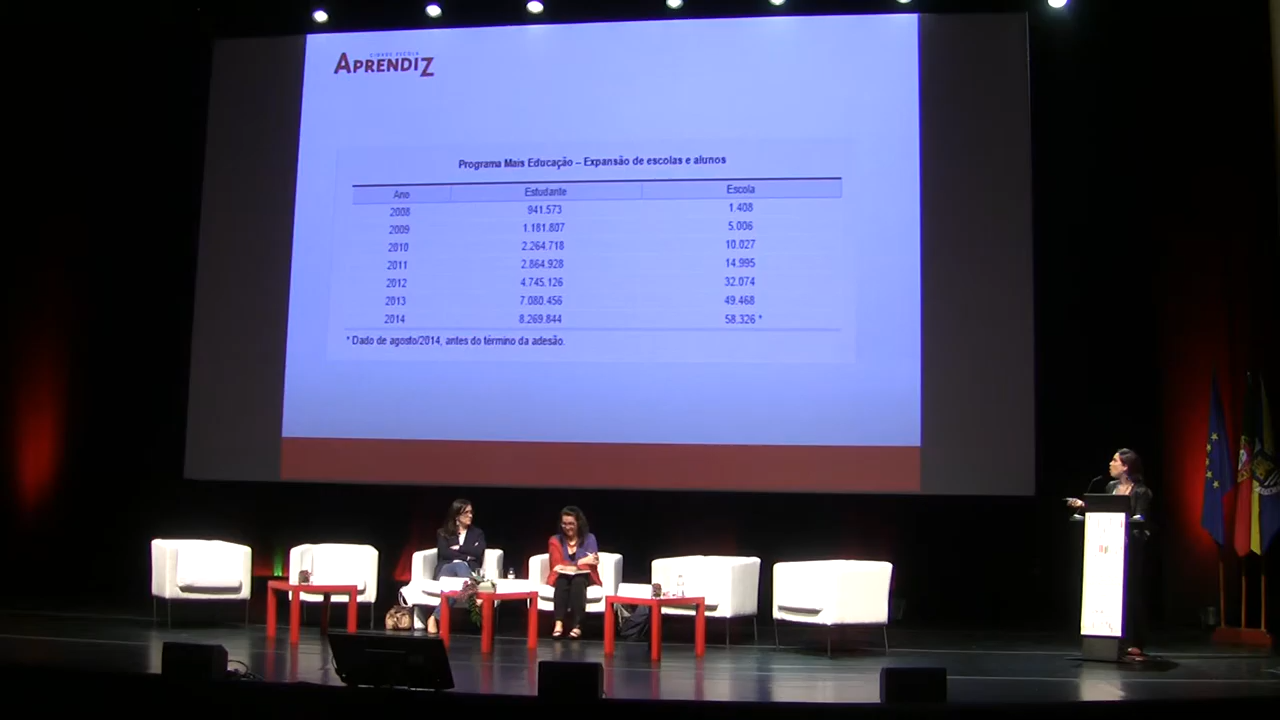 CIDADE ESCOLA
APRENDIZ
Programa Mais Educação – Expansão de escolas e alunos
Ano Estudante Escola
2008 941.573 1.408
2009 1.181.807 5.006
2010 2.264.718 10.027
2011 2.864.928 14.995
2012 4.745.126 32.074
2013 7.080.456 49.468
2014 8.269.844 58.326 *
* Dado de agosto/2014, antes do término da adesão.